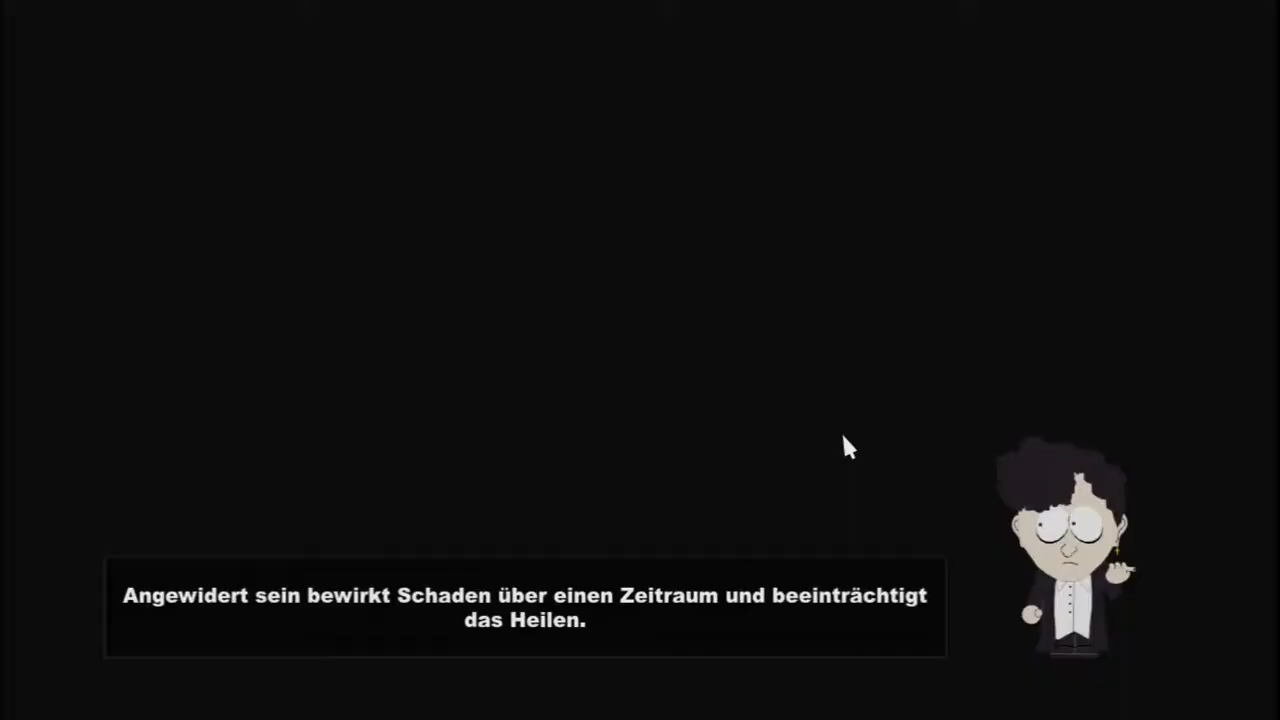 Angewidert sein bewirkt Schaden über einen Zeitraum und beeinträchtigt
das Heilen.